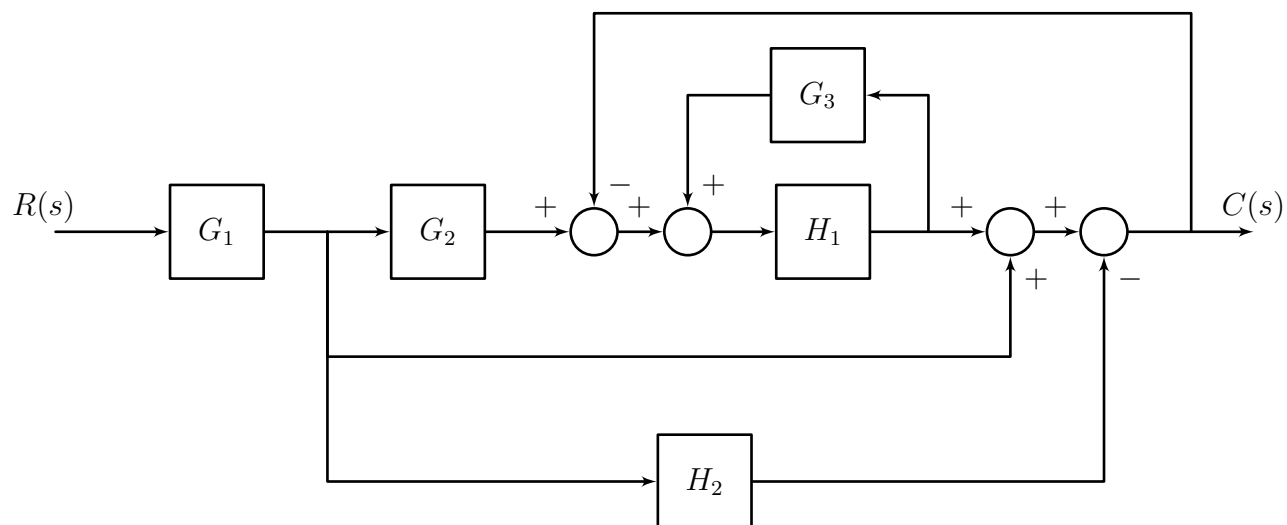 −
G₃
+
R(s)
G₁
G₂
+
+
H₁
+
+
C(s)
+
−
H₂